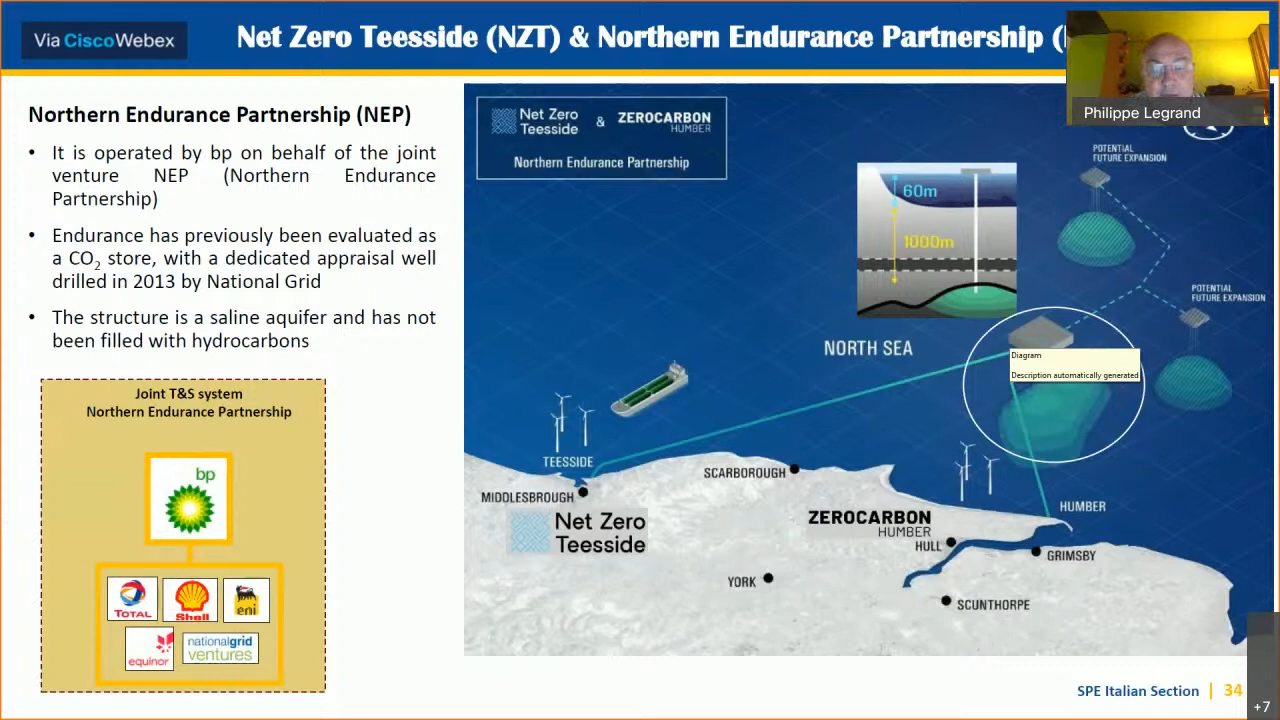 Via CiscoWebex
Net Zero Teesside (NZT) & Northern Endurance Partnership (
Philippe Legrand
Northern Endurance Partnership (NEP)
• It is operated by bp on behalf of the joint
venture NEP (Northern Endurance
Partnership)
• Endurance has previously been evaluated as
a CO2 store, with a dedicated appraisal well
drilled in 2013 by National Grid
• The structure is a saline aquifer and has not
been filled with hydrocarbons
Joint T&S system
Northern Endurance Partnership
bp
TOTAL
Shell
eni
equinor
nationalgrid
ventures
Net Zero
Teesside
&
ZEROCARBON
HUMBER
Northern Endurance Partnership
POTENTIAL
FUTURE EXPANSION
60m
1000m
POTENTIAL
FUTURE EXPANSION
NORTH SEA
Diagram
Description automatically generated
TEESSIDE
SCARBOROUGH
MIDDLESBROUGH
HUMBER
Net Zero
Teesside
ZEROCARBON
HUMBER
HULL
GRIMSBY
YORK
SCUNTHORPE
SPE Italian Section | 34
+7